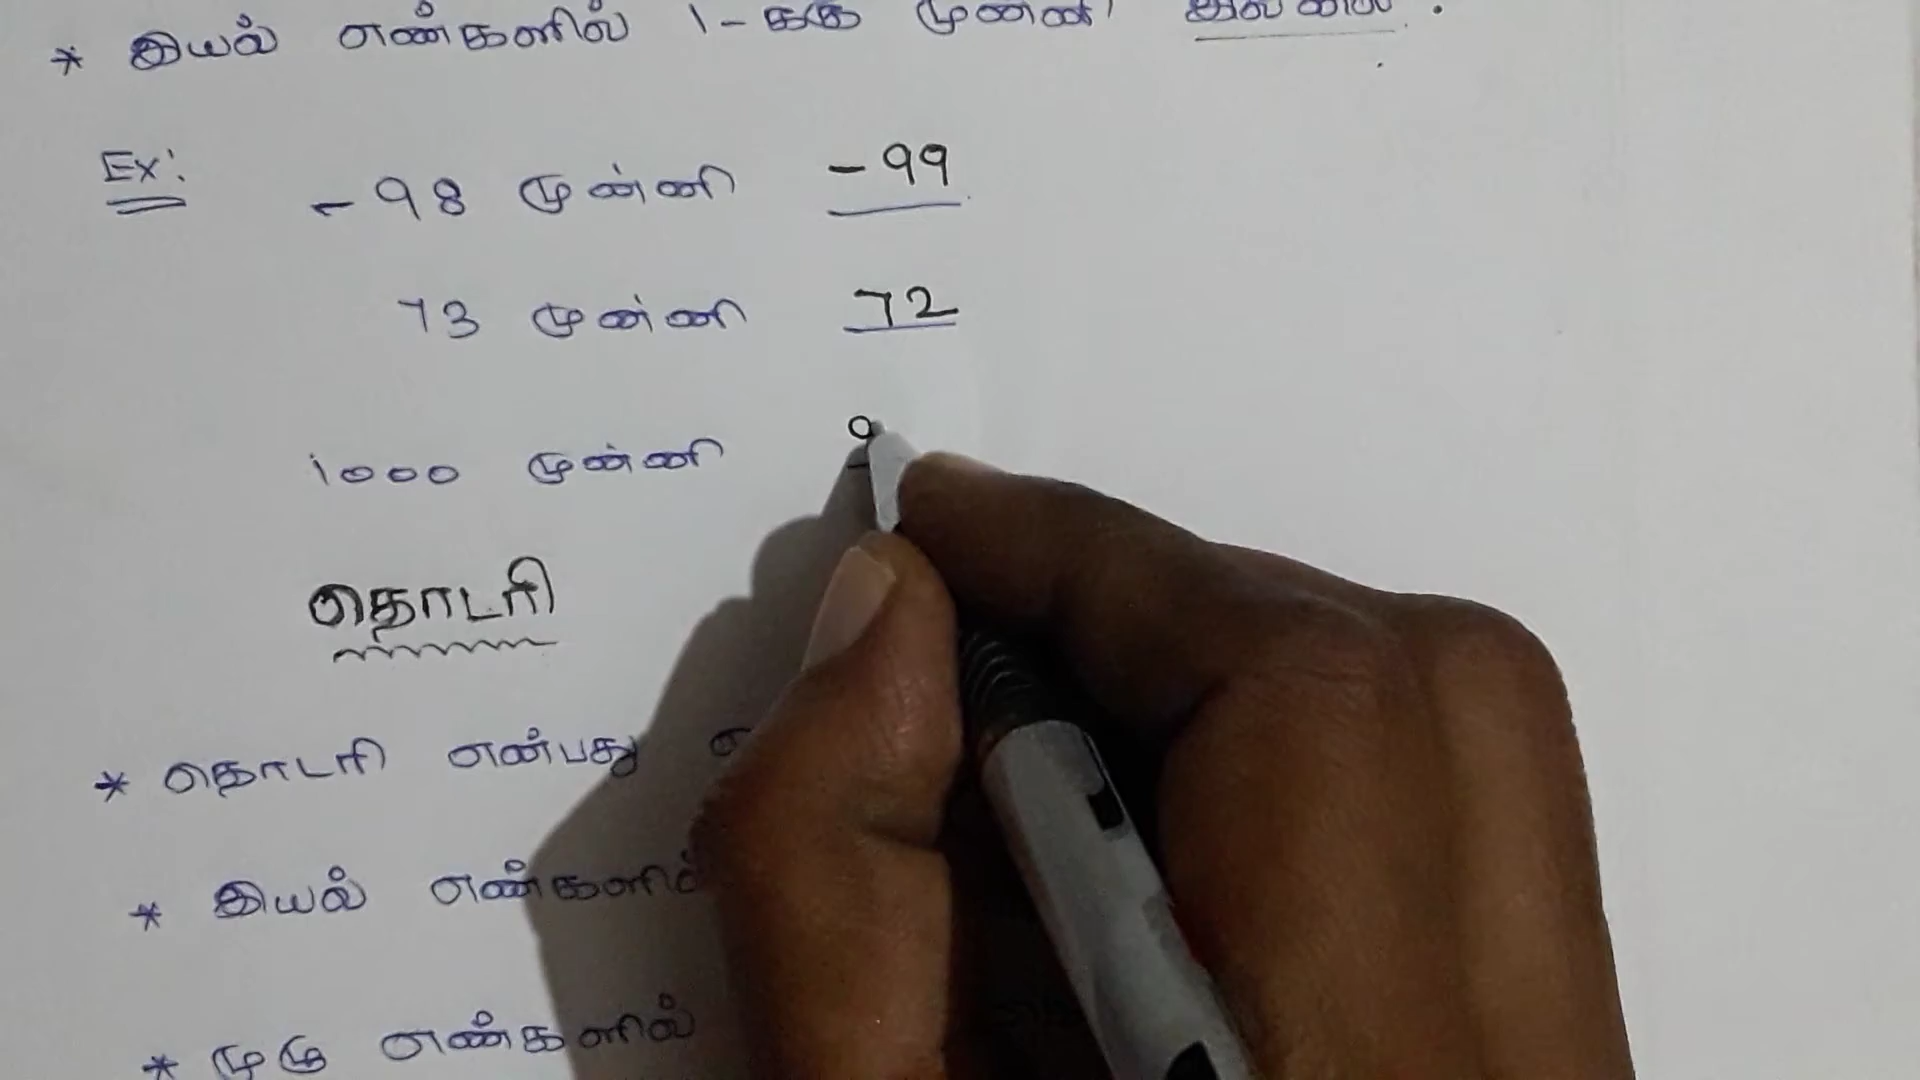 * இயல் எண்களில் 1-க்கு முன்னி இல்லை.
Ex:
-98 முன்னி -99
73 முன்னி 72
1000 முன்னி 9
தொடரி
* தொடரி என்பது
* இயல் எண்களில்
* முழு எண்களில்